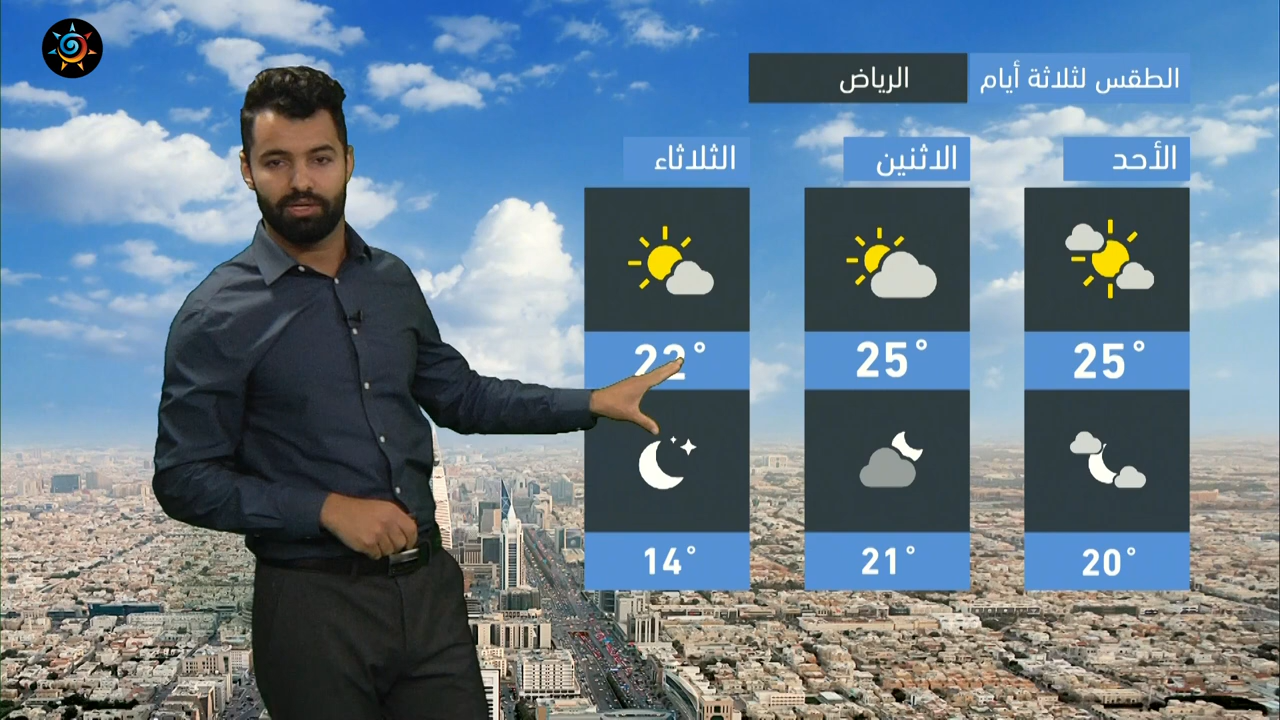 الطقس لثلاثة أيام
الرياض
الأحد
الاثنين
الثلاثاء
25°
25°
22°
20°
21°
14°